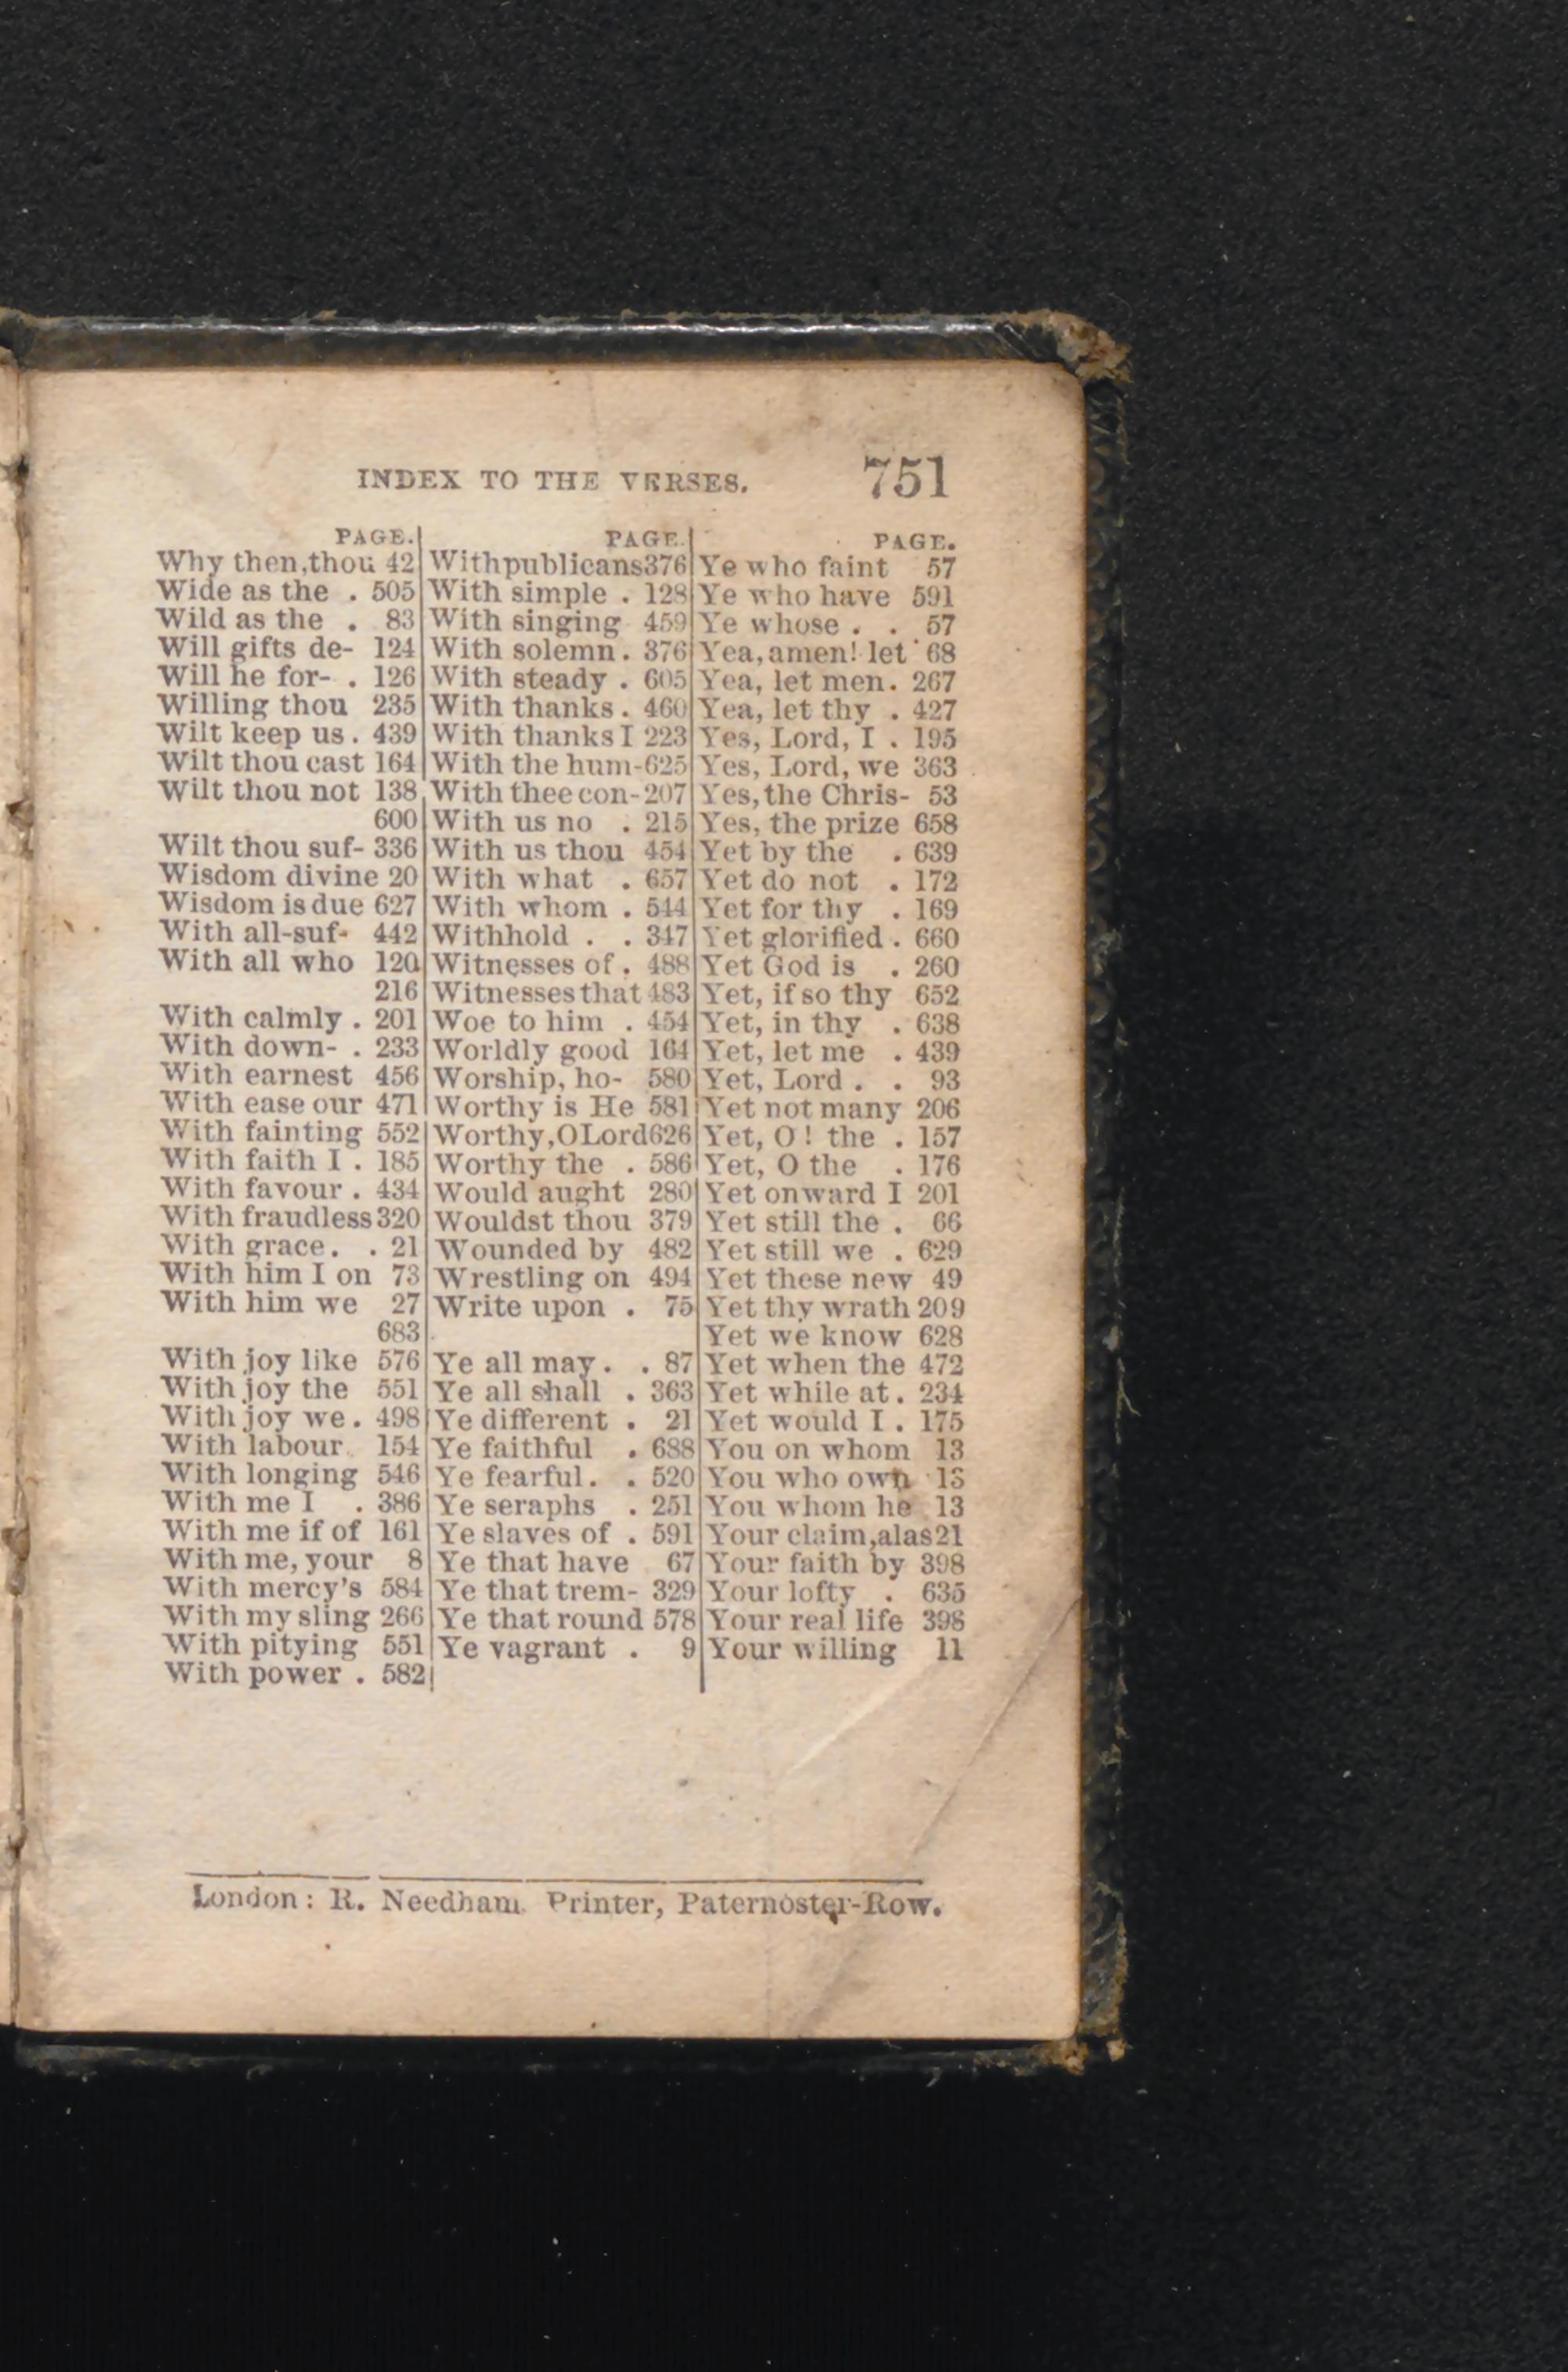 INDEX TO THE VERSES. 751
PAGE.
Why then,thou 42
Wide as the . 505
Wild as the . 83
Will gifts de- 124
Will he for- . 126
Willing thou 235
Wilt keep us . 439
Wilt thou cast 164
Wilt thou not 138
600
Wilt thou suf- 336
Wisdom divine 20
Wisdom is due 627
With all-suf- 442
With all who 120
216
With calmly . 201
With down- . 233
With earnest 456
With ease our 471
With fainting 552
With faith I . 185
With favour . 434
With fraudless 320
With grace. . 21
With him I on 73
With him we 27
683
With joy like 576
With joy the 551
With joy we . 498
With labour 154
With longing 546
With me I . 386
With me if of 161
With me, your 8
With mercy's 584
With my sling 266
With pitying 551
With power . 582
PAGE.
With publicans 376
With simple . 128
With singing 459
With solemn . 376
With steady . 605
With thanks . 460
With thanks I 223
With the hum- 625
With thee con- 207
With us no . 215
With us thou 454
With what . 657
With whom . 544
Withhold . . 347
Witnesses of . 488
Witnesses that 483
Woe to him . 454
Worldly good 164
Worship, ho- 580
Worthy is He 581
Worthy, O Lord 626
Worthy the . 586
Would aught 280
Wouldst thou 379
Wounded by 482
Wrestling on 494
Write upon . 75
Ye all may. . 87
Ye all shall . 363
Ye different . 21
Ye faithful . 688
Ye fearful. . 520
Ye seraphs . 251
Ye slaves of . 591
Ye that have 67
Ye that trem- 329
Ye that round 578
Ye vagrant . 9
PAGE.
Ye who faint 57
Ye who have 591
Ye whose . . 57
Yea, amen! let 68
Yea, let men. 267
Yea, let thy . 427
Yes, Lord, I . 195
Yes, Lord, we 363
Yes, the Chris- 53
Yes, the prize 658
Yet by the . 639
Yet do not . 172
Yet for thy . 169
Yet glorified . 660
Yet God is . 260
Yet, if so thy 652
Yet, in thy . 638
Yet, let me . 439
Yet, Lord . . 93
Yet not many 206
Yet, O! the . 157
Yet, O the . 176
Yet onward I 201
Yet still the . 66
Yet still we . 629
Yet these new 49
Yet thy wrath 209
Yet we know 628
Yet when the 472
Yet while at . 234
Yet would I . 175
You on whom 13
You who own 13
You whom he 13
Your claim, alas 21
Your faith by 398
Your lofty . 635
Your real life 398
Your willing 11
London: R. Needham, Printer, Paternoster-Row.